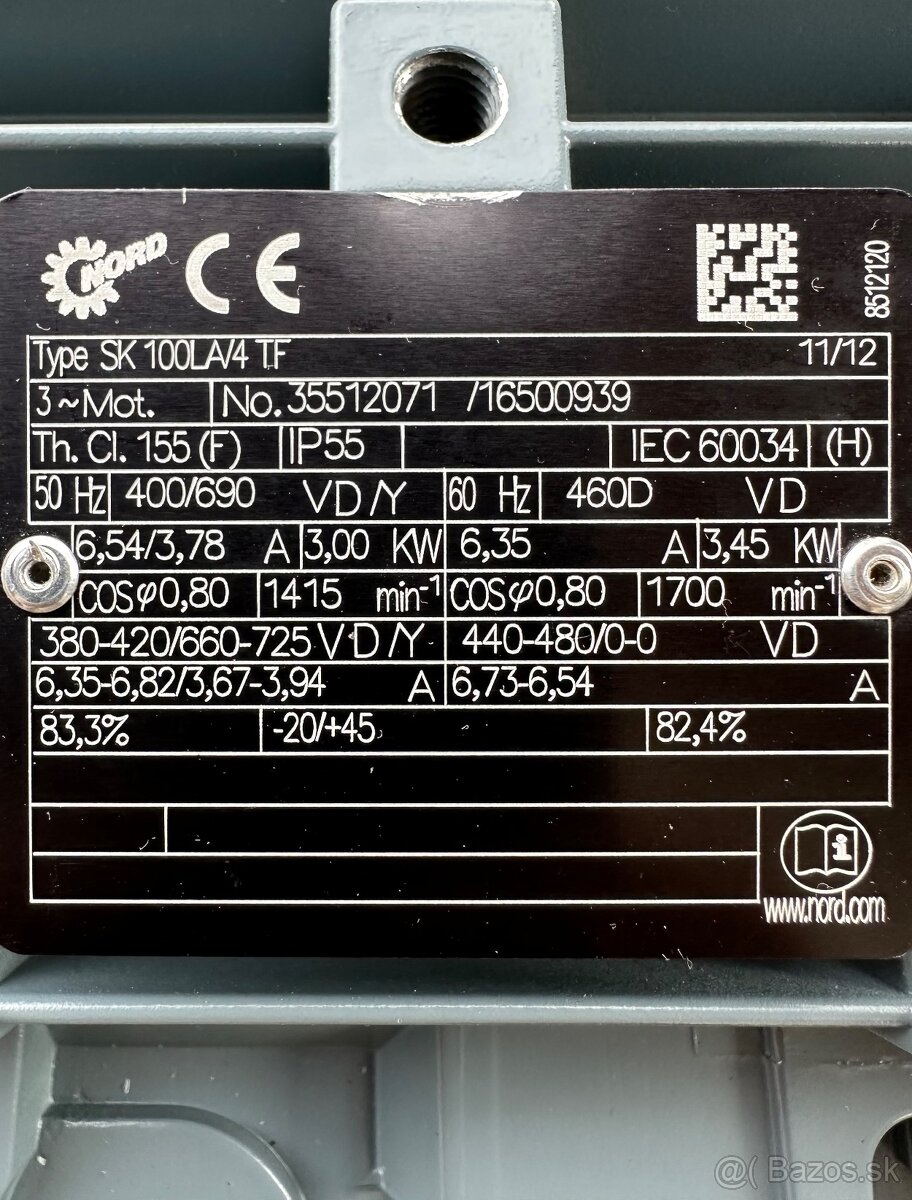 NORD CE
8512120
Type SK 100LA/4 TF 11/12
3~Mot. No.35512071 /16500939
Th. Cl. 155 (F) IP55 IEC 60034 (H)
50 Hz 400/690 VD/Y 60 Hz 460D VD
6,54/3,78 A 3,00 KW 6,35 A 3,45 KW
COSφ0,80 1415 min-1 COSφ0,80 1700 min-1
380-420/660-725 VD/Y 440-480/0-0 VD
6,35-6,82/3,67-3,94 A 6,73-6,54 A
83,3% -20/+45 82,4%
www.nord.com
@( Bazos.sk